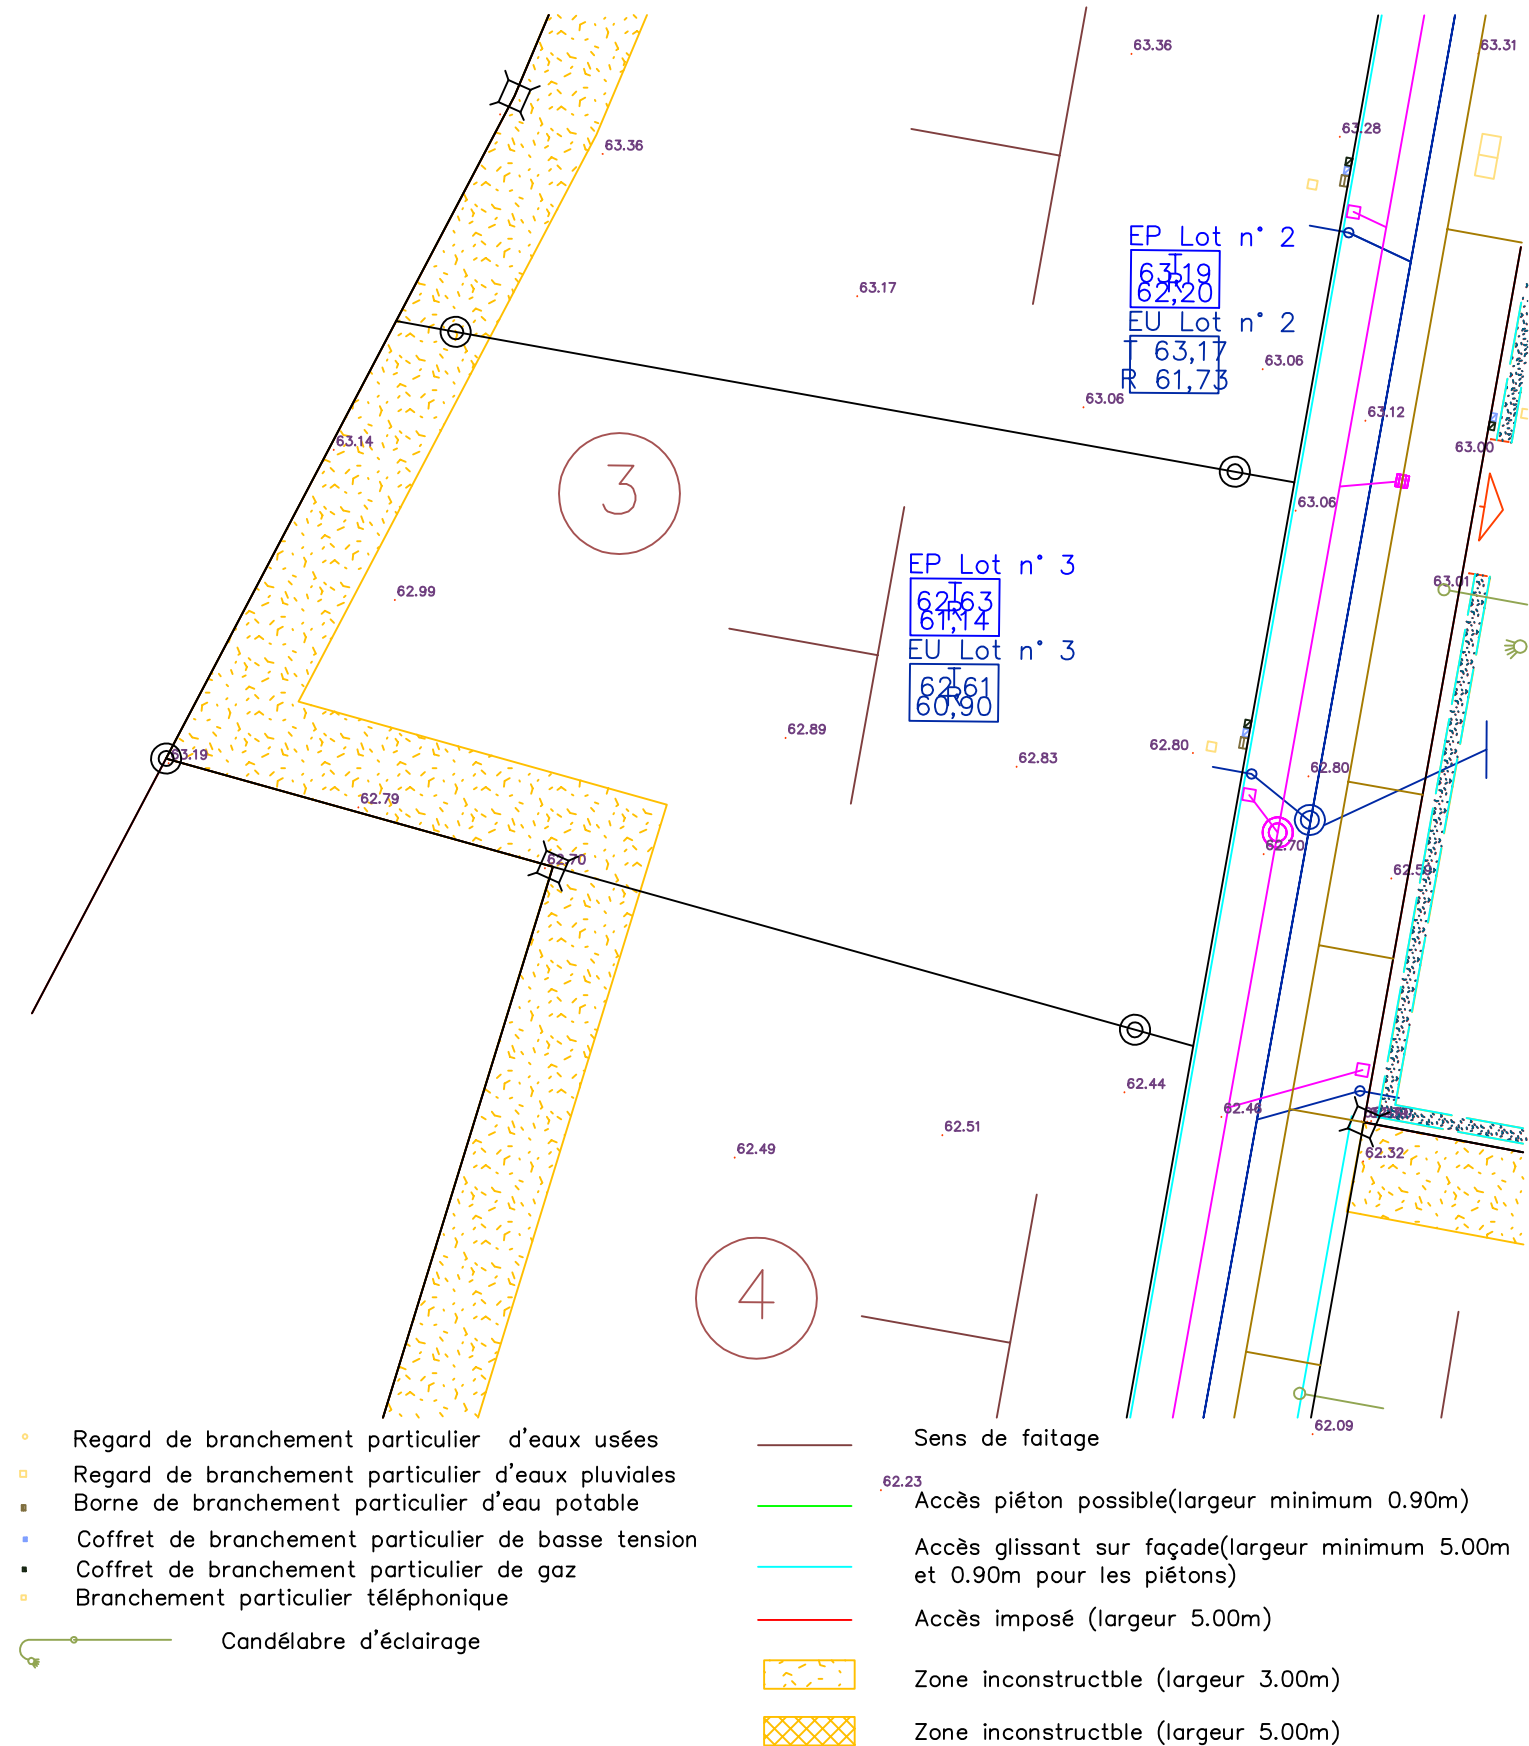 63.36
63.31
63.28
63.36
EP Lot n° 2
T
63,19
R
62,20
63.17
EU Lot n° 2
T 63,17
R 61,73
63.06
63.06
63.12
63.14
63.00
3
63.06
EP Lot n° 3
T
62,63
R
61,14
63.01
62.99
EU Lot n° 3
T
62,61
R
60,90
62.89
62.83
62.80
63.19
62.80
62.79
62.70
62.70
62.59
62.44
62.46
62.51
62.49
62.32
4
62.09
Regard de branchement particulier d'eaux usées
Regard de branchement particulier d'eaux pluviales
Borne de branchement particulier d'eau potable
Coffret de branchement particulier de basse tension
Coffret de branchement particulier de gaz
Branchement particulier téléphonique
Candélabre d'éclairage
Sens de faitage
62.23
Accès piéton possible(largeur minimum 0.90m)
Accès glissant sur façade(largeur minimum 5.00m
et 0.90m pour les piétons)
Accès imposé (largeur 5.00m)
Zone inconstructble (largeur 3.00m)
Zone inconstructble (largeur 5.00m)